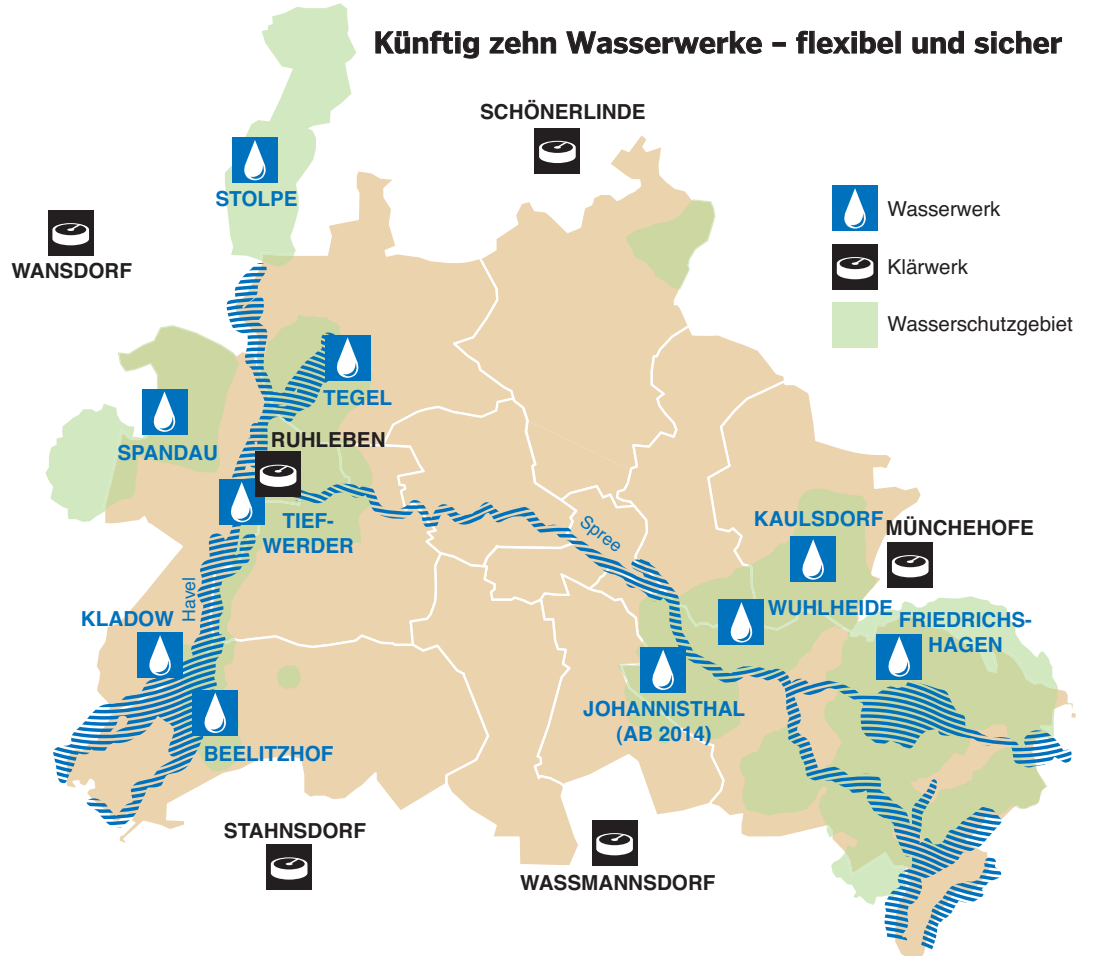 Künftig zehn Wasserwerke – flexibel und sicher
SCHÖNERLINDE
STOLPE
Wasserwerk
WANSDORF
Klärwerk
Wasserschutzgebiet
TEGEL
SPANDAU
RUHLEBEN
TIEF-
WERDER
Spree
KAULSDORF
MÜNCHEHOFE
Havel
KLADOW
WUHLHEIDE
FRIEDRICHS-
HAGEN
JOHANNISTHAL
(AB 2014)
BEELITZHOF
STAHNSDORF
WASSMANNSDORF